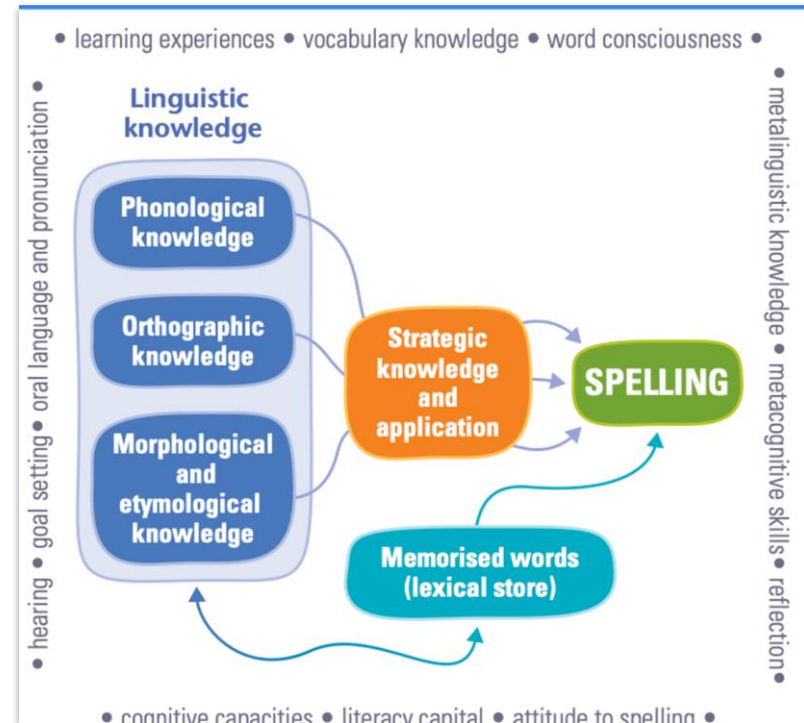 • learning experiences • vocabulary knowledge • word consciousness •
• hearing • goal setting • oral language and pronunciation •
Linguistic
knowledge
Phonological
knowledge
Orthographic
knowledge
Morphological
and
etymological
knowledge
Strategic
knowledge
and
application
SPELLING
Memorised words
(lexical store)
• metalinguistic knowledge • metacognitive skills • reflection •
• cognitive capacities • literacy capital • attitude to spelling •